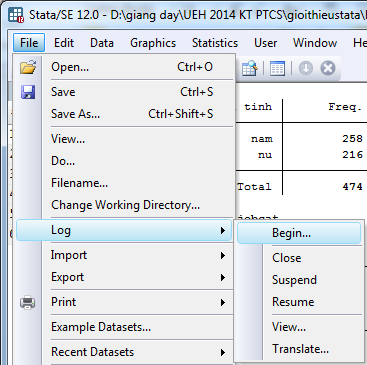 Stata/SE 12.0 - D:\giang day\UEH 2014 KT PTCS\gioithieustata\
File Edit Data Graphics Statistics User Window He
Open... Ctrl+O
Save Ctrl+S
Save As... Ctrl+Shift+S
View...
Do...
Filename...
Change Working Directory...
Log
Import
Export
Print
Example Datasets...
Recent Datasets
Begin...
Close
Suspend
Resume
View...
Translate...
tinh Freq.
nam 258
nu 216
Total 474